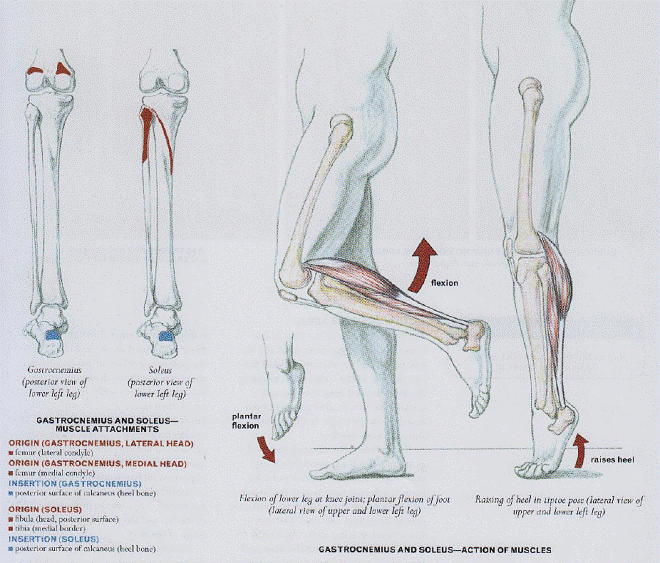 Gastrocnemius
(posterior view of
lower left leg)
Soleus
(posterior view of
lower left leg)
GASTROCNEMIUS AND SOLEUS—
MUSCLE ATTACHMENTS
ORIGIN (GASTROCNEMIUS, LATERAL HEAD)
femur (lateral condyle)
ORIGIN (GASTROCNEMIUS, MEDIAL HEAD)
femur (medial condyle)
INSERTION (GASTROCNEMIUS)
posterior surface of calcaneus (heel bone)
ORIGIN (SOLEUS)
fibula (head, posterior surface)
tibia (medial border)
INSERTION (SOLEUS)
posterior surface of calcaneus (heel bone)
flexion
plantar
flexion
Flexion of lower leg at knee joint; plantar flexion of foot
(lateral view of upper and lower left leg)
raises heel
Raising of heel in tiptoe pose (lateral view of
upper and lower left leg)
GASTROCNEMIUS AND SOLEUS—ACTION OF MUSCLES